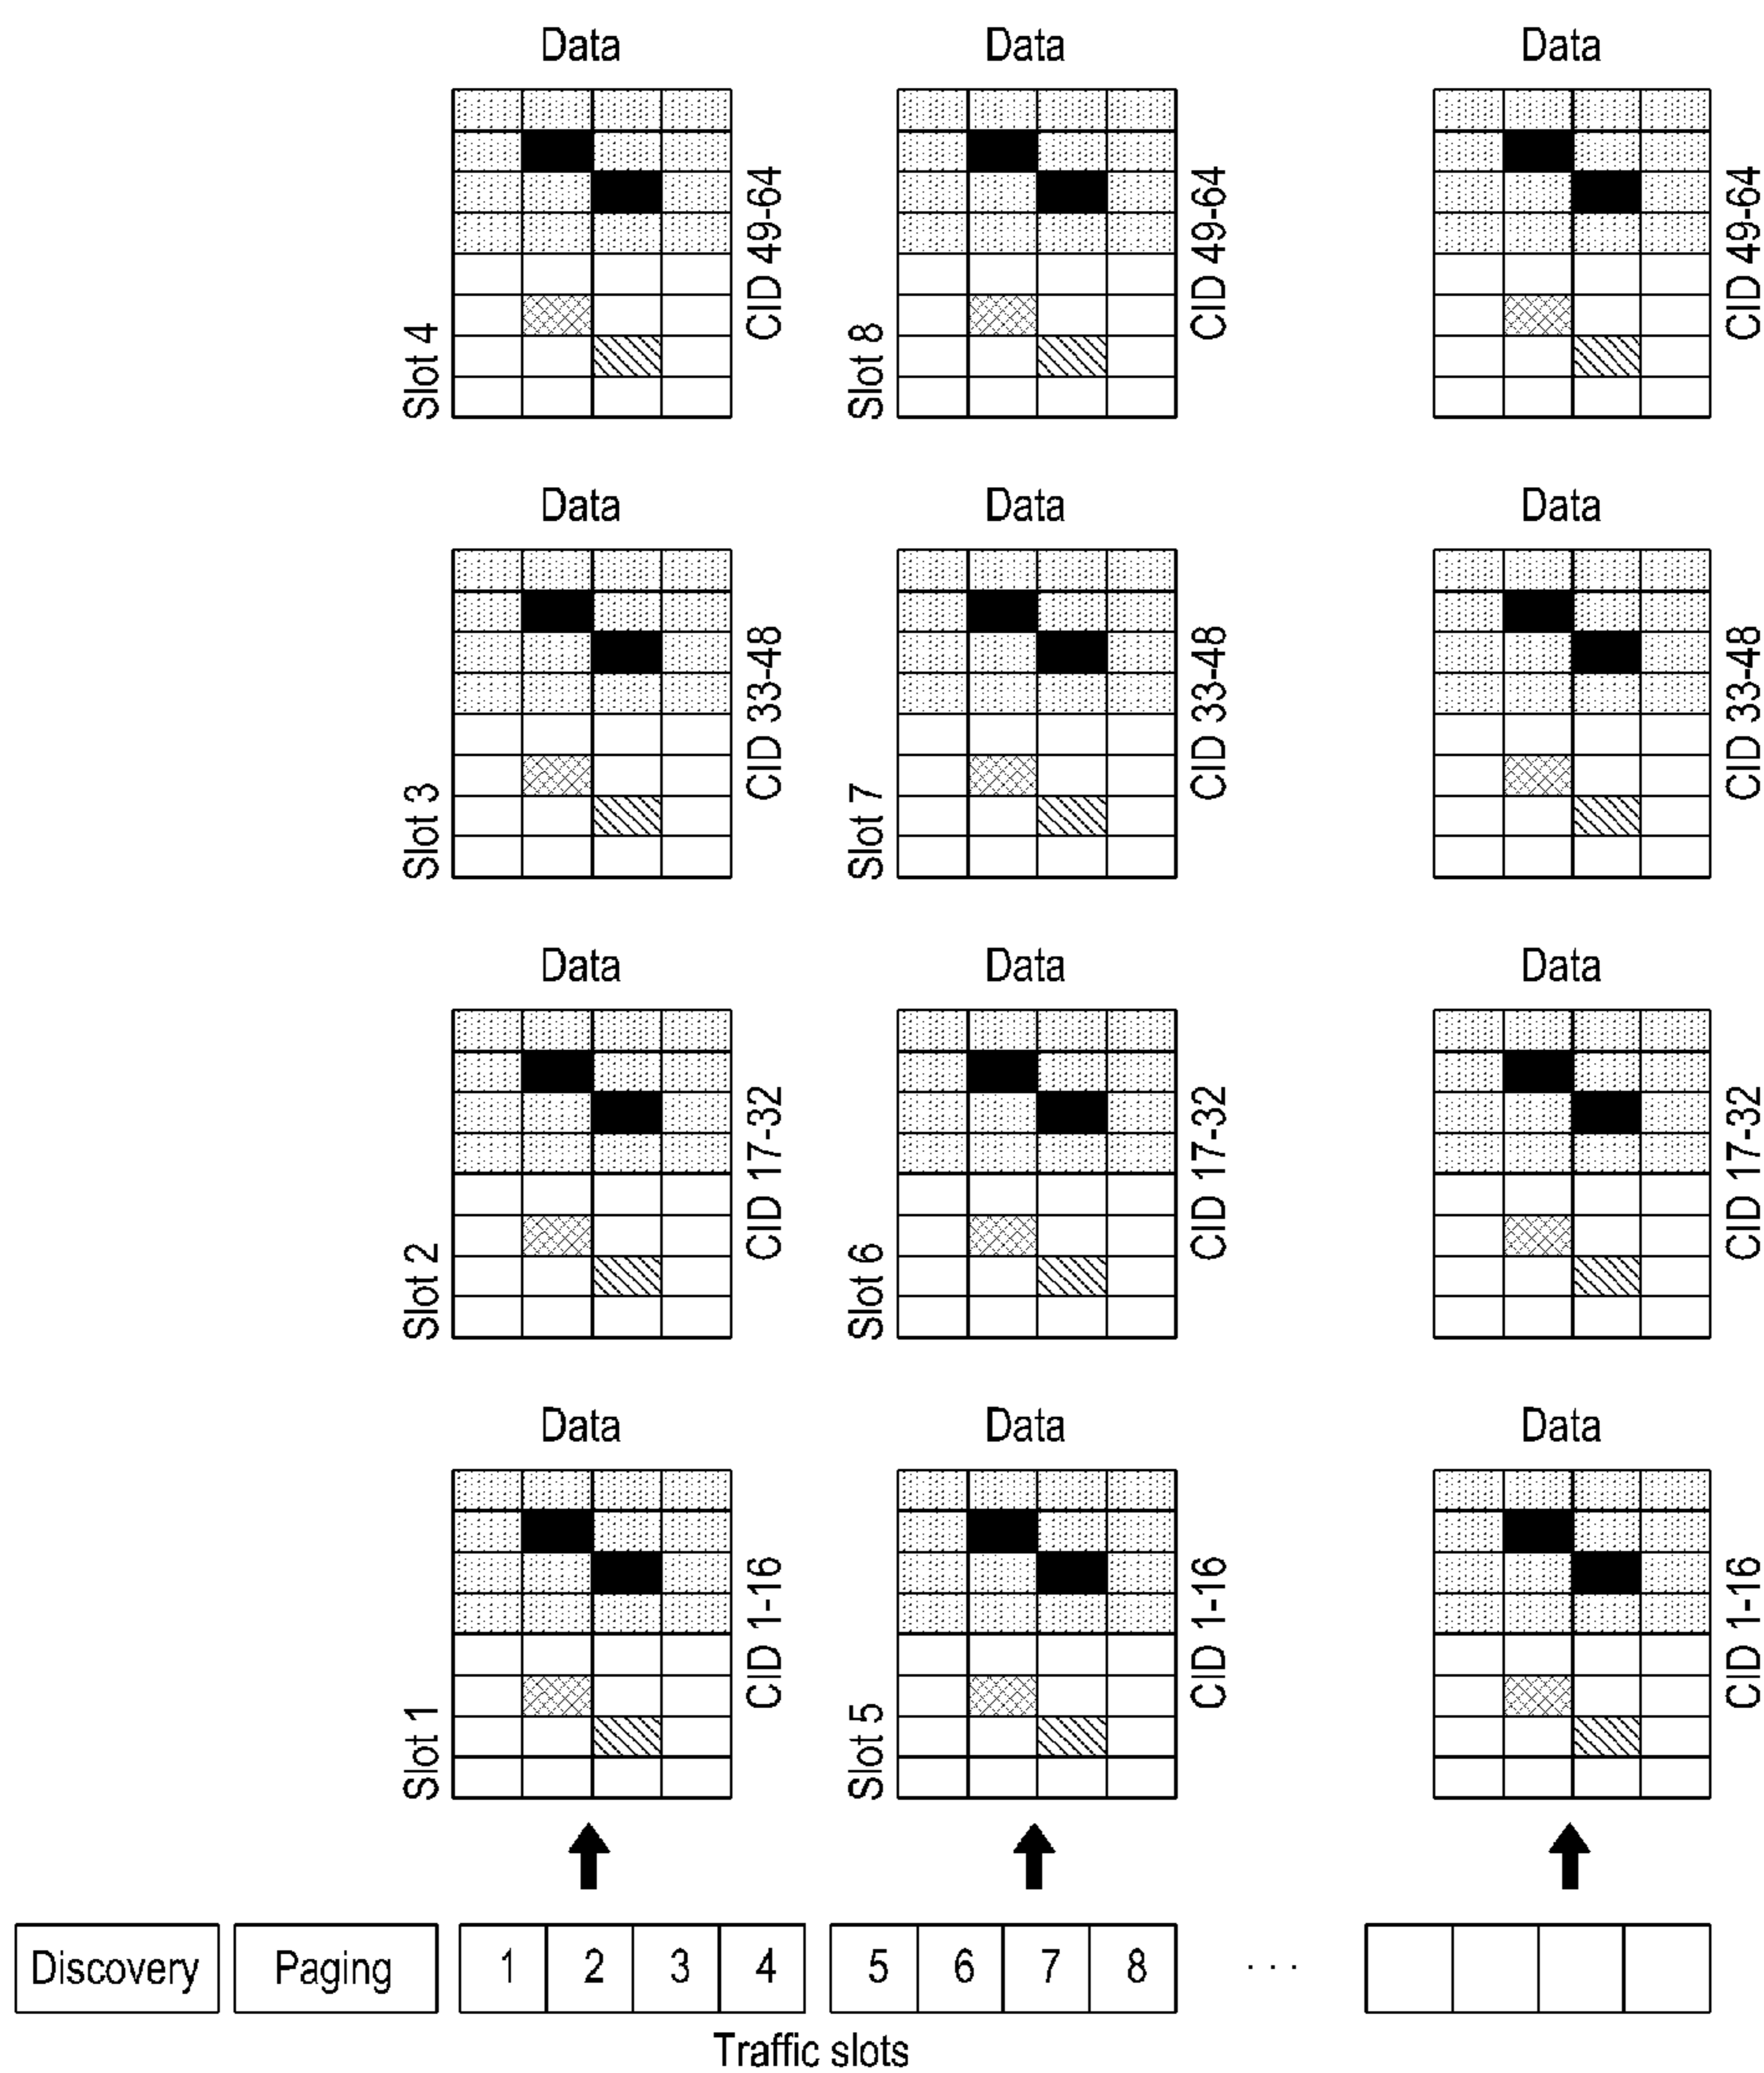 Data Data Data
Slot 4 CID 49-64 Slot 8 CID 49-64 CID 49-64
Data Data Data
Slot 3 CID 33-48 Slot 7 CID 33-48 CID 33-48
Data Data Data
Slot 2 CID 17-32 Slot 6 CID 17-32 CID 17-32
Data Data Data
Slot 1 CID 1-16 Slot 5 CID 1-16 CID 1-16
Discovery Paging 1 2 3 4 5 6 7 8 . . .
Traffic slots